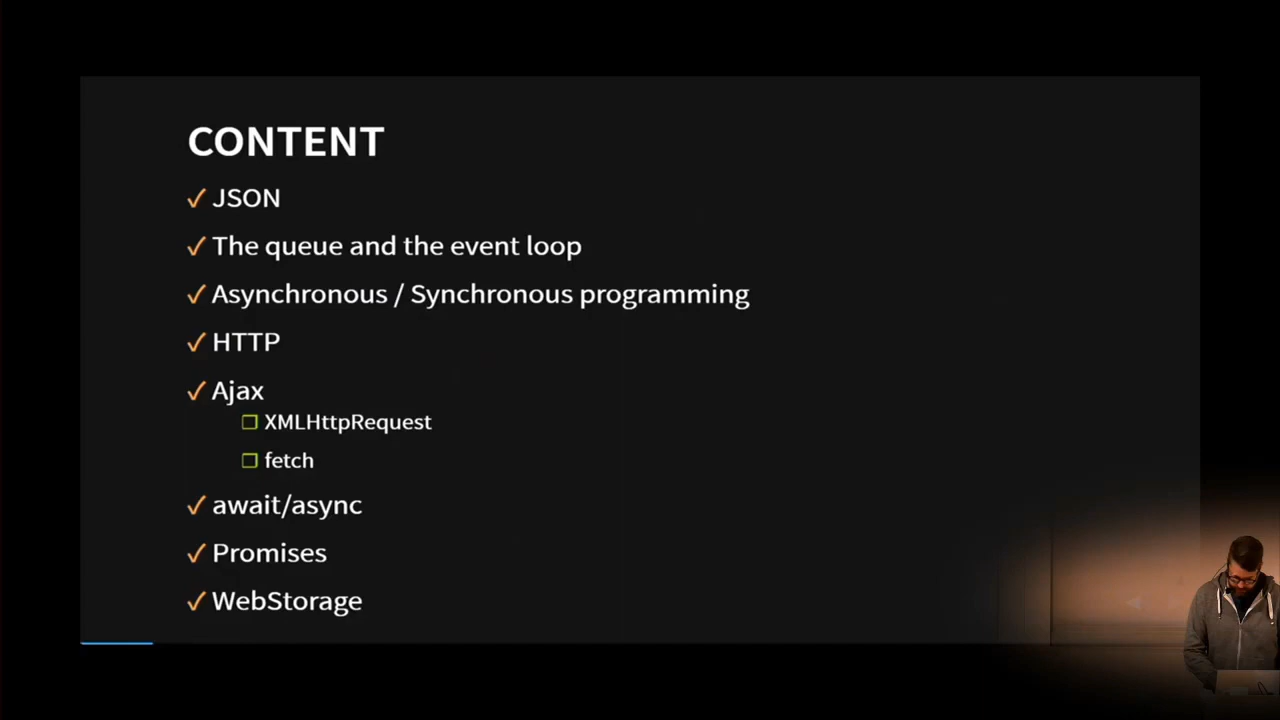 CONTENT
✓ JSON
✓ The queue and the event loop
✓ Asynchronous / Synchronous programming
✓ HTTP
✓ Ajax
❐ XMLHttpRequest
❐ fetch
✓ await/async
✓ Promises
✓ WebStorage